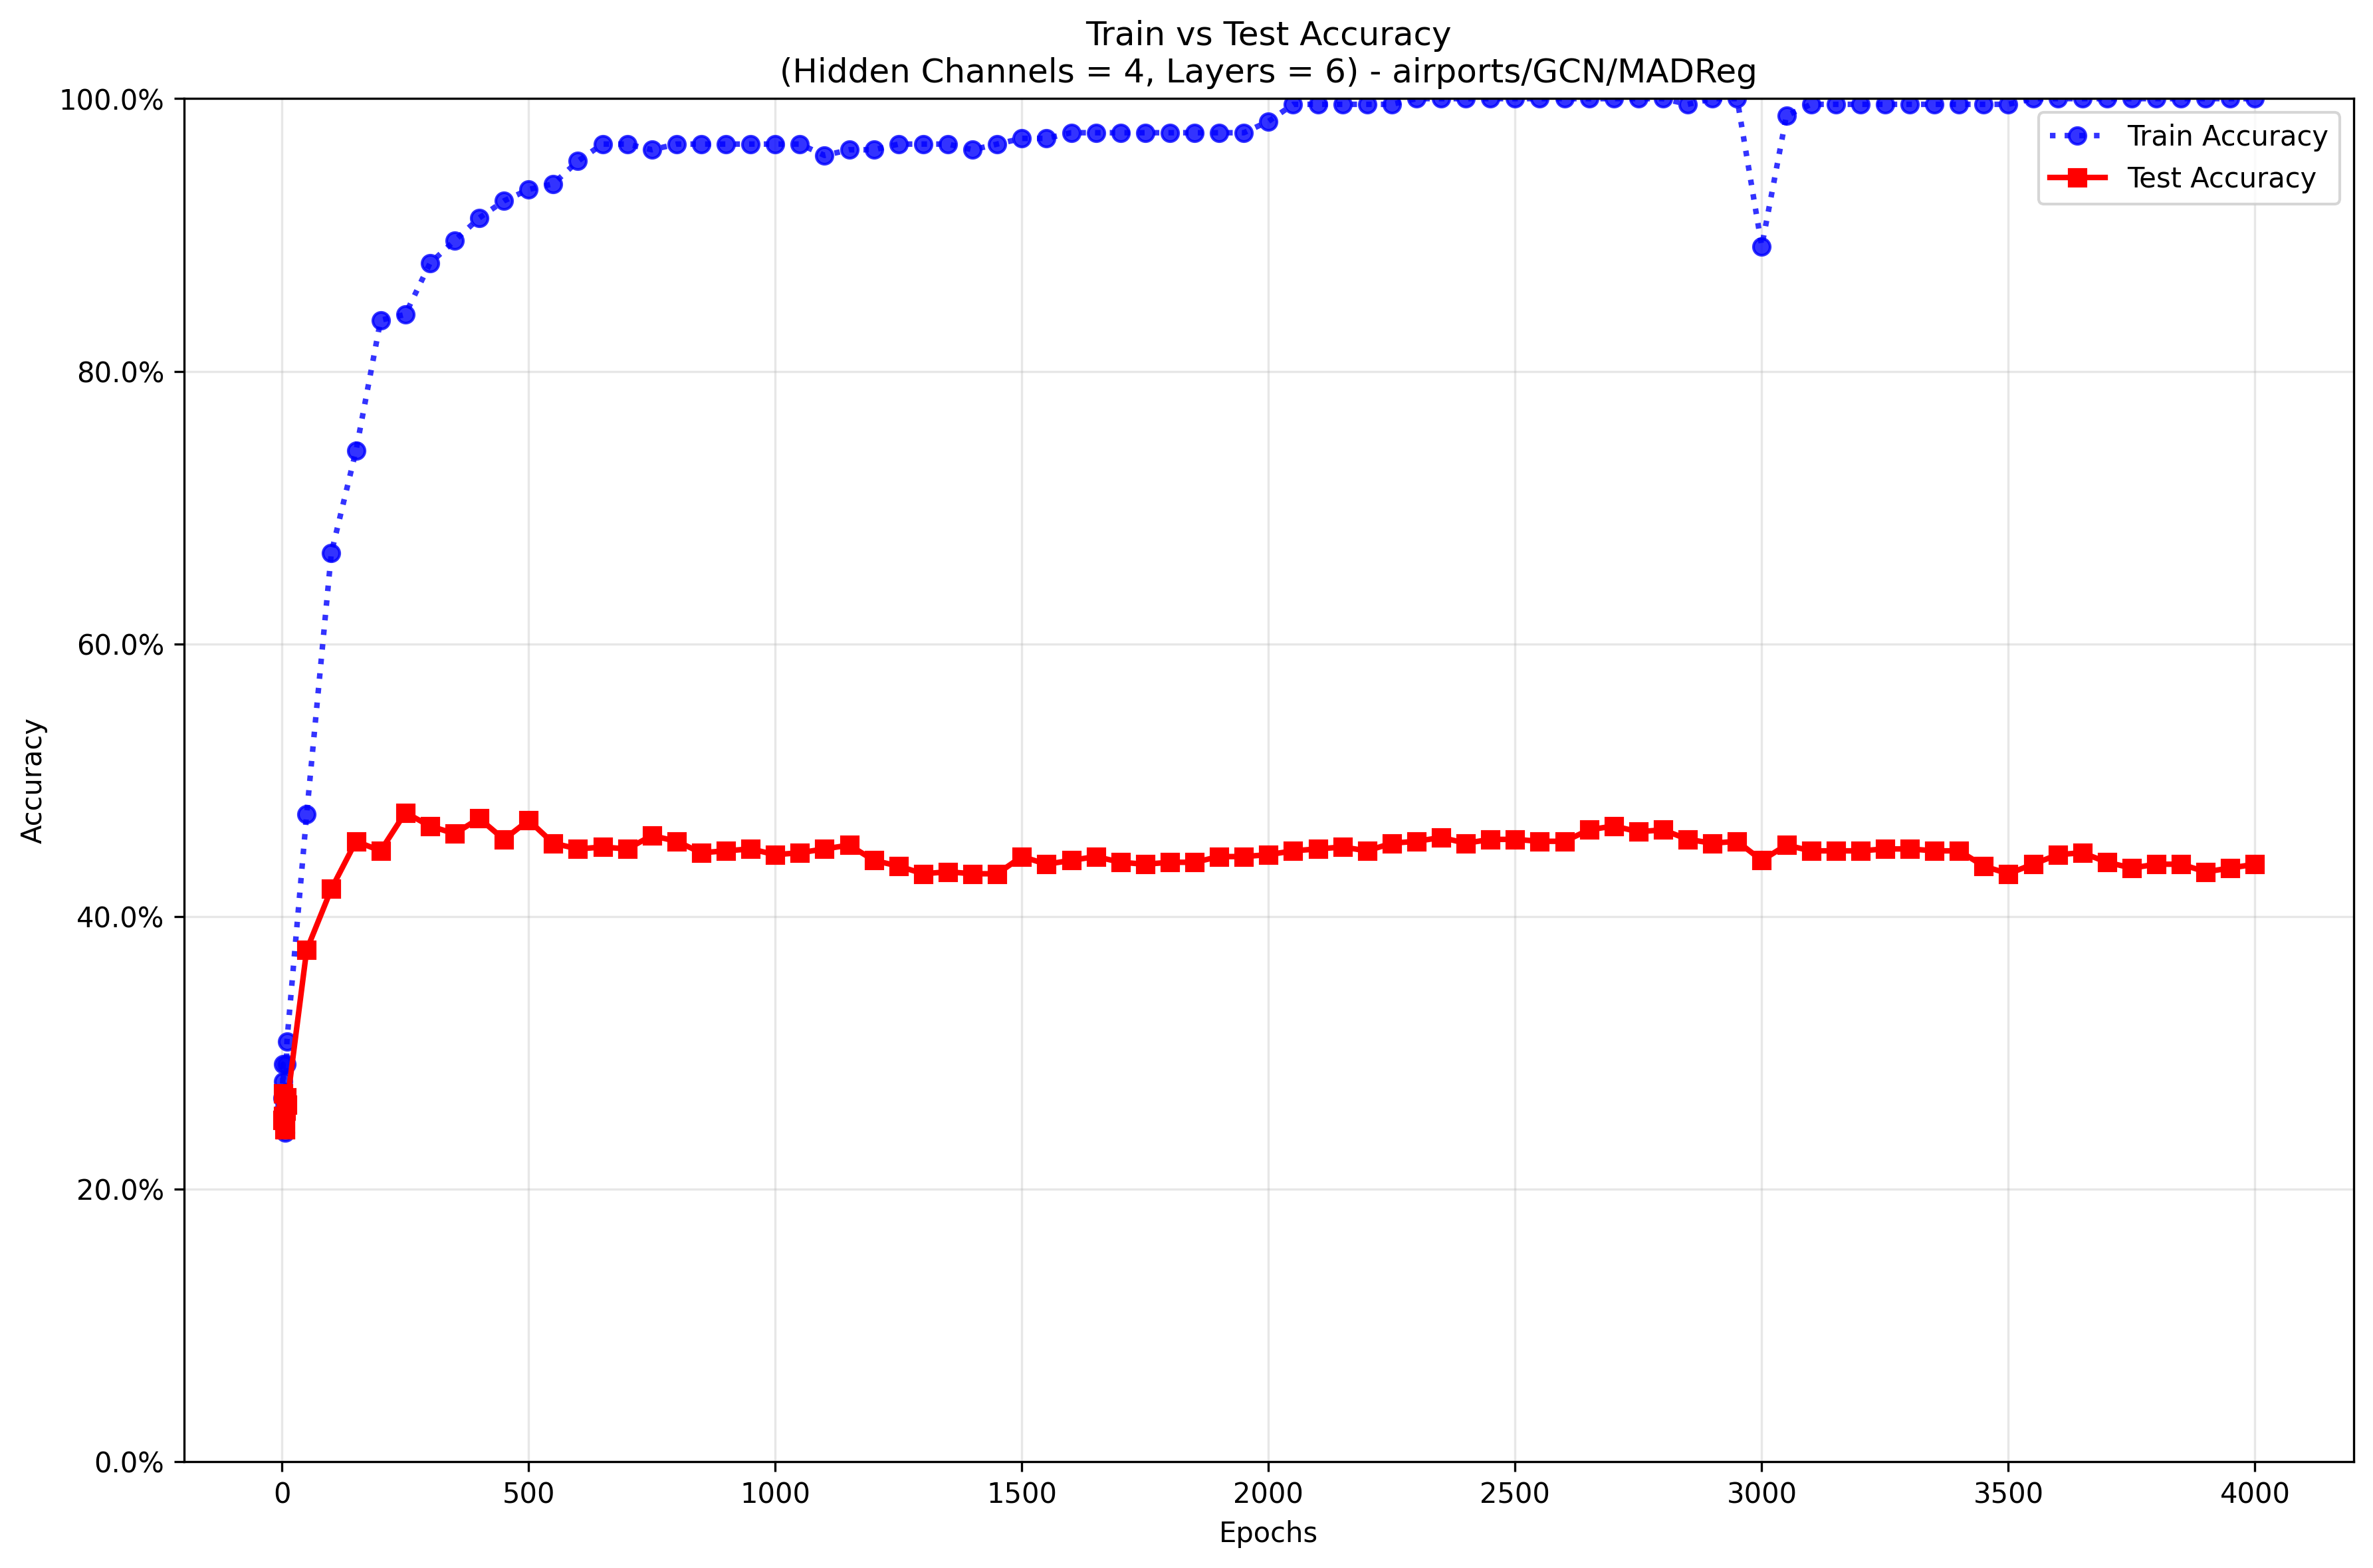 Train vs Test Accuracy
(Hidden Channels = 4, Layers = 6) - airports/GCN/MADReg
100.0%
80.0%
60.0%
40.0%
20.0%
0.0%
Accuracy
Train Accuracy
Test Accuracy
0 500 1000 1500 2000 2500 3000 3500 4000
Epochs